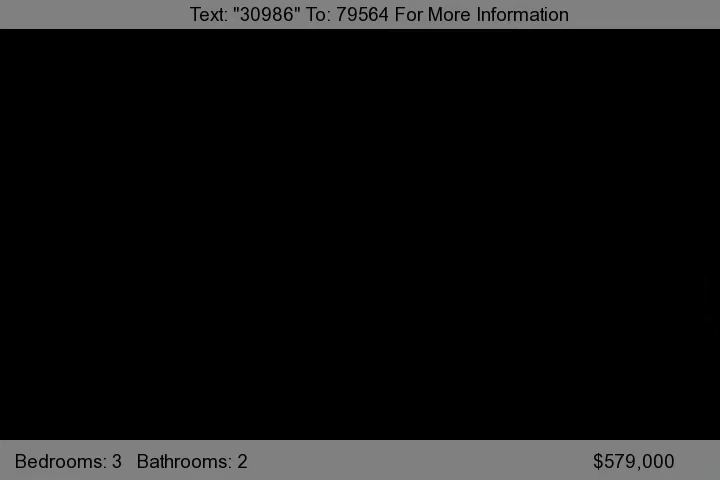 Text: "30986" To: 79564 For More Information
Bedrooms: 3 Bathrooms: 2 $579,000